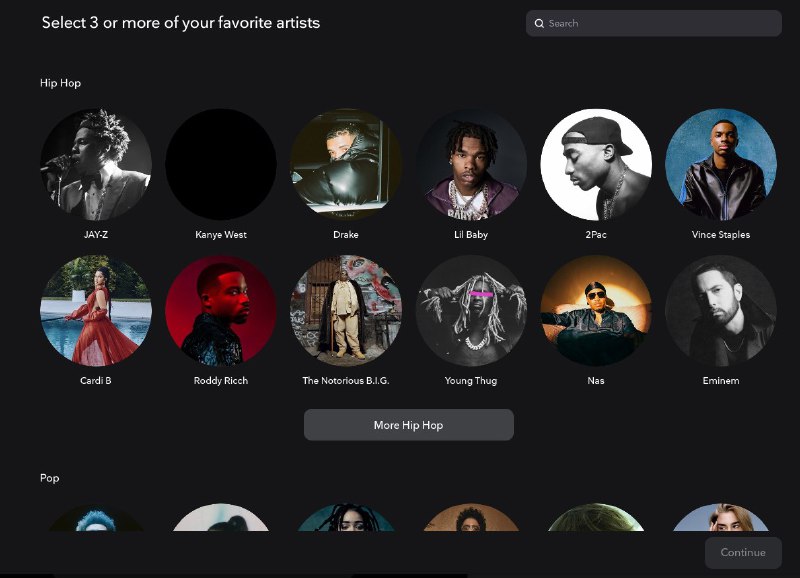 Select 3 or more of your favorite artists
Search
Hip Hop
JAY-Z
Kanye West
Drake
Lil Baby
2Pac
Vince Staples
Cardi B
Roddy Ricch
The Notorious B.I.G.
Young Thug
Nas
Eminem
More Hip Hop
Pop
Continue